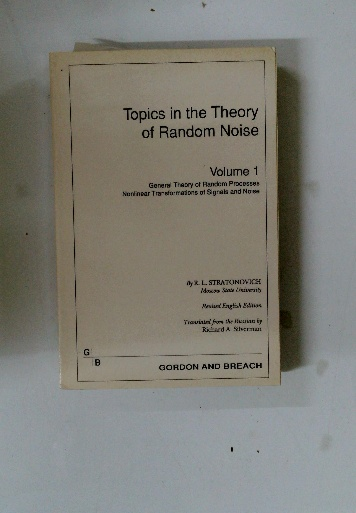 Topics in the Theory
of Random Noise
Volume 1
General Theory of Random Processes
Nonlinear Transformations of Signals and Noise
By R. L. STRATONOVICH
Moscow State University
Revised English Edition
Translated from the Russian by
Richard A. Silverman
G
B
GORDON AND BREACH